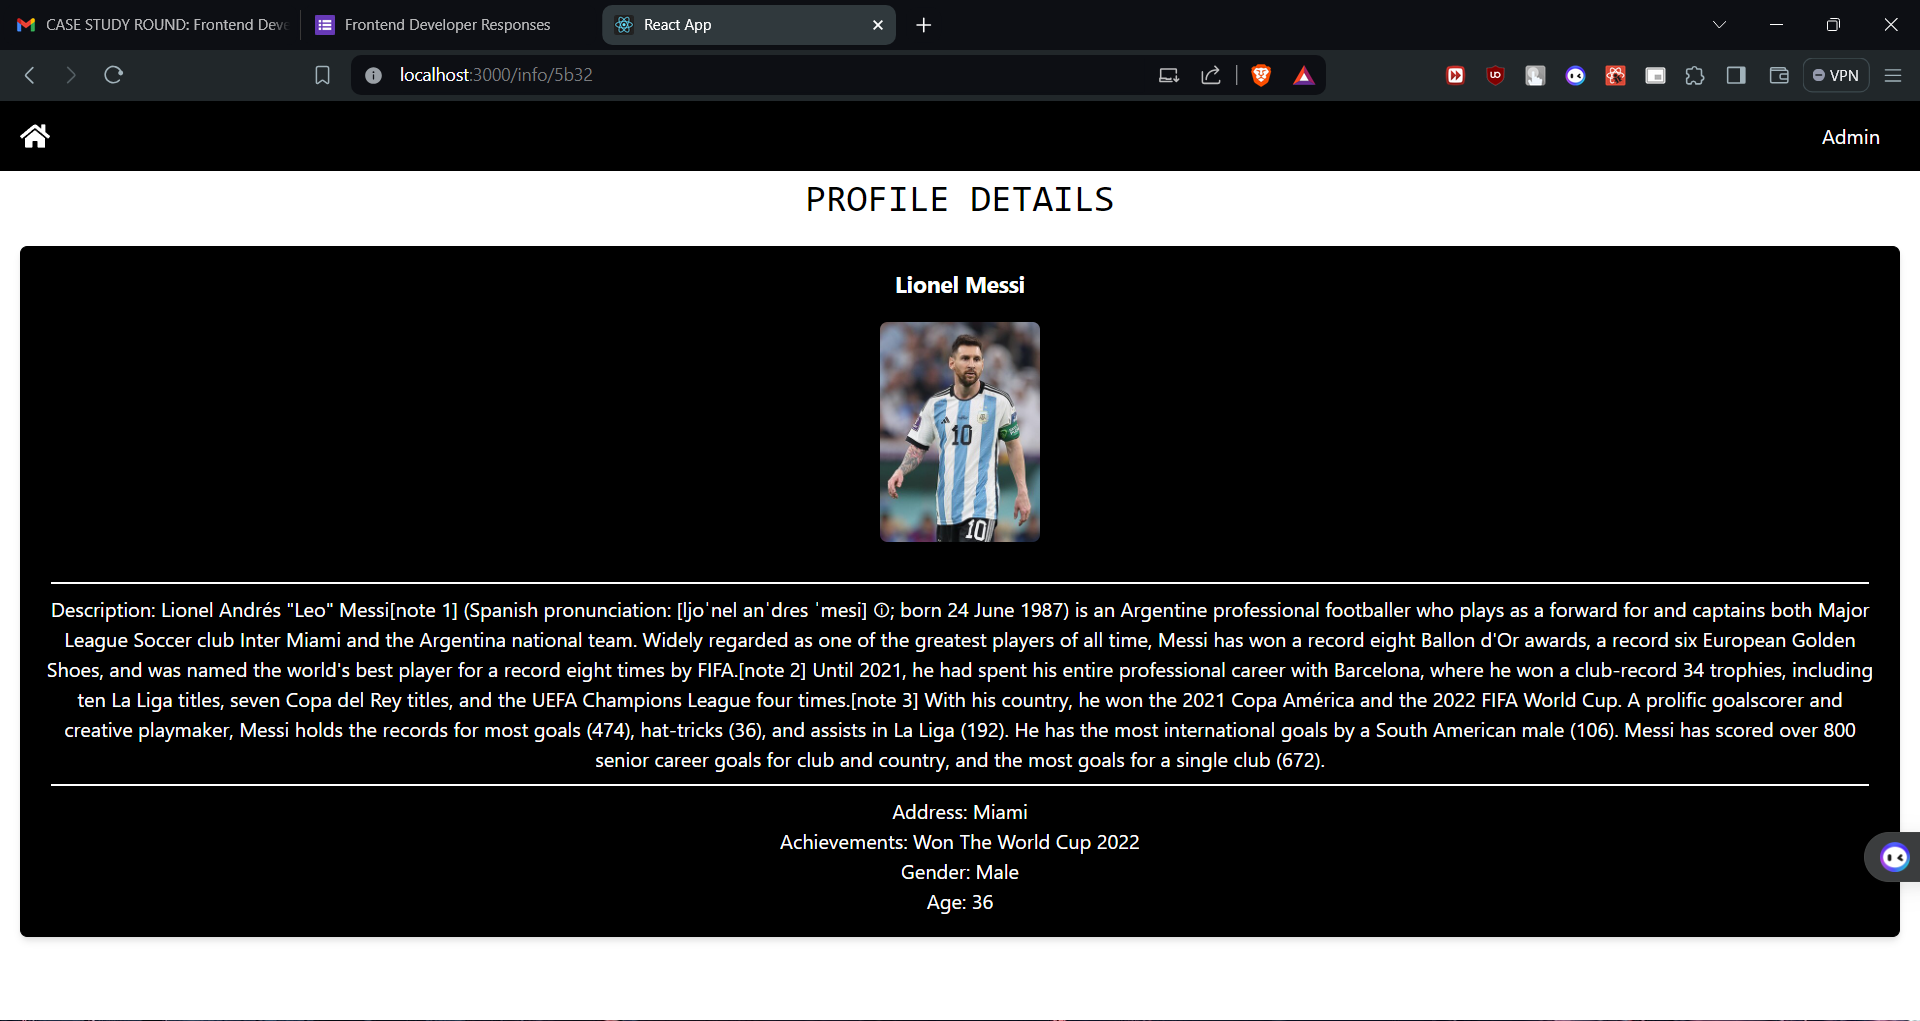 CASE STUDY ROUND: Frontend Deve
Frontend Developer Responses
React App
localhost:3000/info/5b32
VPN
Admin
PROFILE DETAILS
Lionel Messi
10
10
Description: Lionel Andrés "Leo" Messi[note 1] (Spanish pronunciation: [ljoˈnel anˈdres ˈmesi] ⓘ; born 24 June 1987) is an Argentine professional footballer who plays as a forward for and captains both Major
League Soccer club Inter Miami and the Argentina national team. Widely regarded as one of the greatest players of all time, Messi has won a record eight Ballon d'Or awards, a record six European Golden
Shoes, and was named the world's best player for a record eight times by FIFA.[note 2] Until 2021, he had spent his entire professional career with Barcelona, where he won a club-record 34 trophies, including
ten La Liga titles, seven Copa del Rey titles, and the UEFA Champions League four times.[note 3] With his country, he won the 2021 Copa América and the 2022 FIFA World Cup. A prolific goalscorer and
creative playmaker, Messi holds the records for most goals (474), hat-tricks (36), and assists in La Liga (192). He has the most international goals by a South American male (106). Messi has scored over 800
senior career goals for club and country, and the most goals for a single club (672).
Address: Miami
Achievements: Won The World Cup 2022
Gender: Male
Age: 36